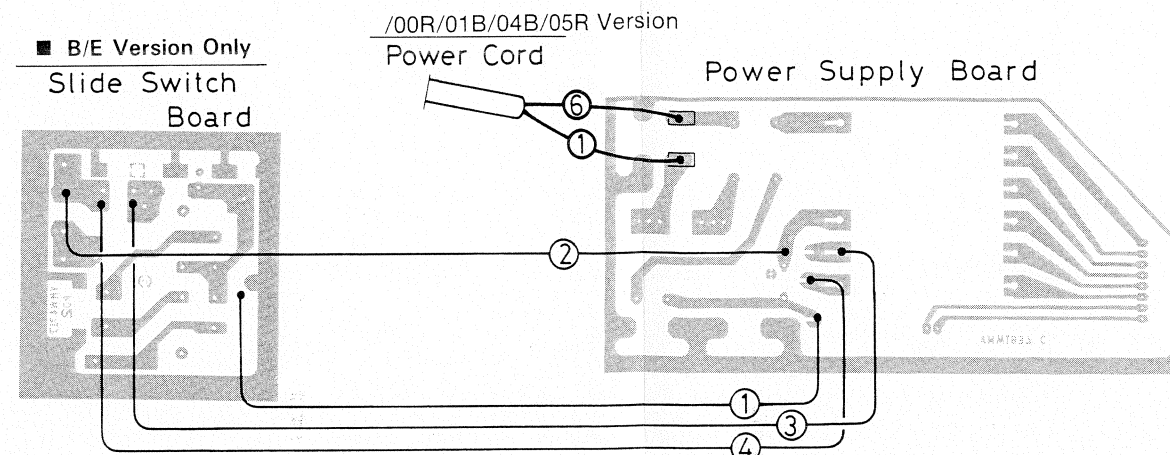 /00R/01B/04B/05R Version
■ B/E Version Only
Power Cord
Slide Switch
Board
Power Supply Board
6
1
2
1
3
4